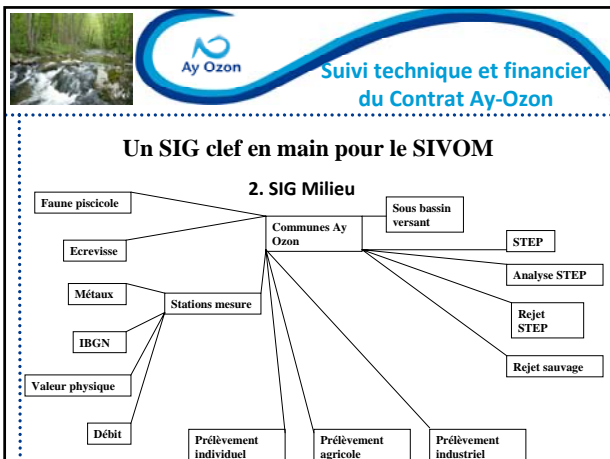 Ay Ozon
Suivi technique et financier
du Contrat Ay-Ozon
Un SIG clef en main pour le SIVOM
2. SIG Milieu
Faune piscicole
Ecrevisse
Métaux
IBGN
Valeur physique
Débit
Stations mesure
Communes Ay
Ozon
Sous bassin
versant
STEP
Analyse STEP
Rejet
STEP
Rejet sauvage
Prélèvement
individuel
Prélèvement
agricole
Prélèvement
industriel